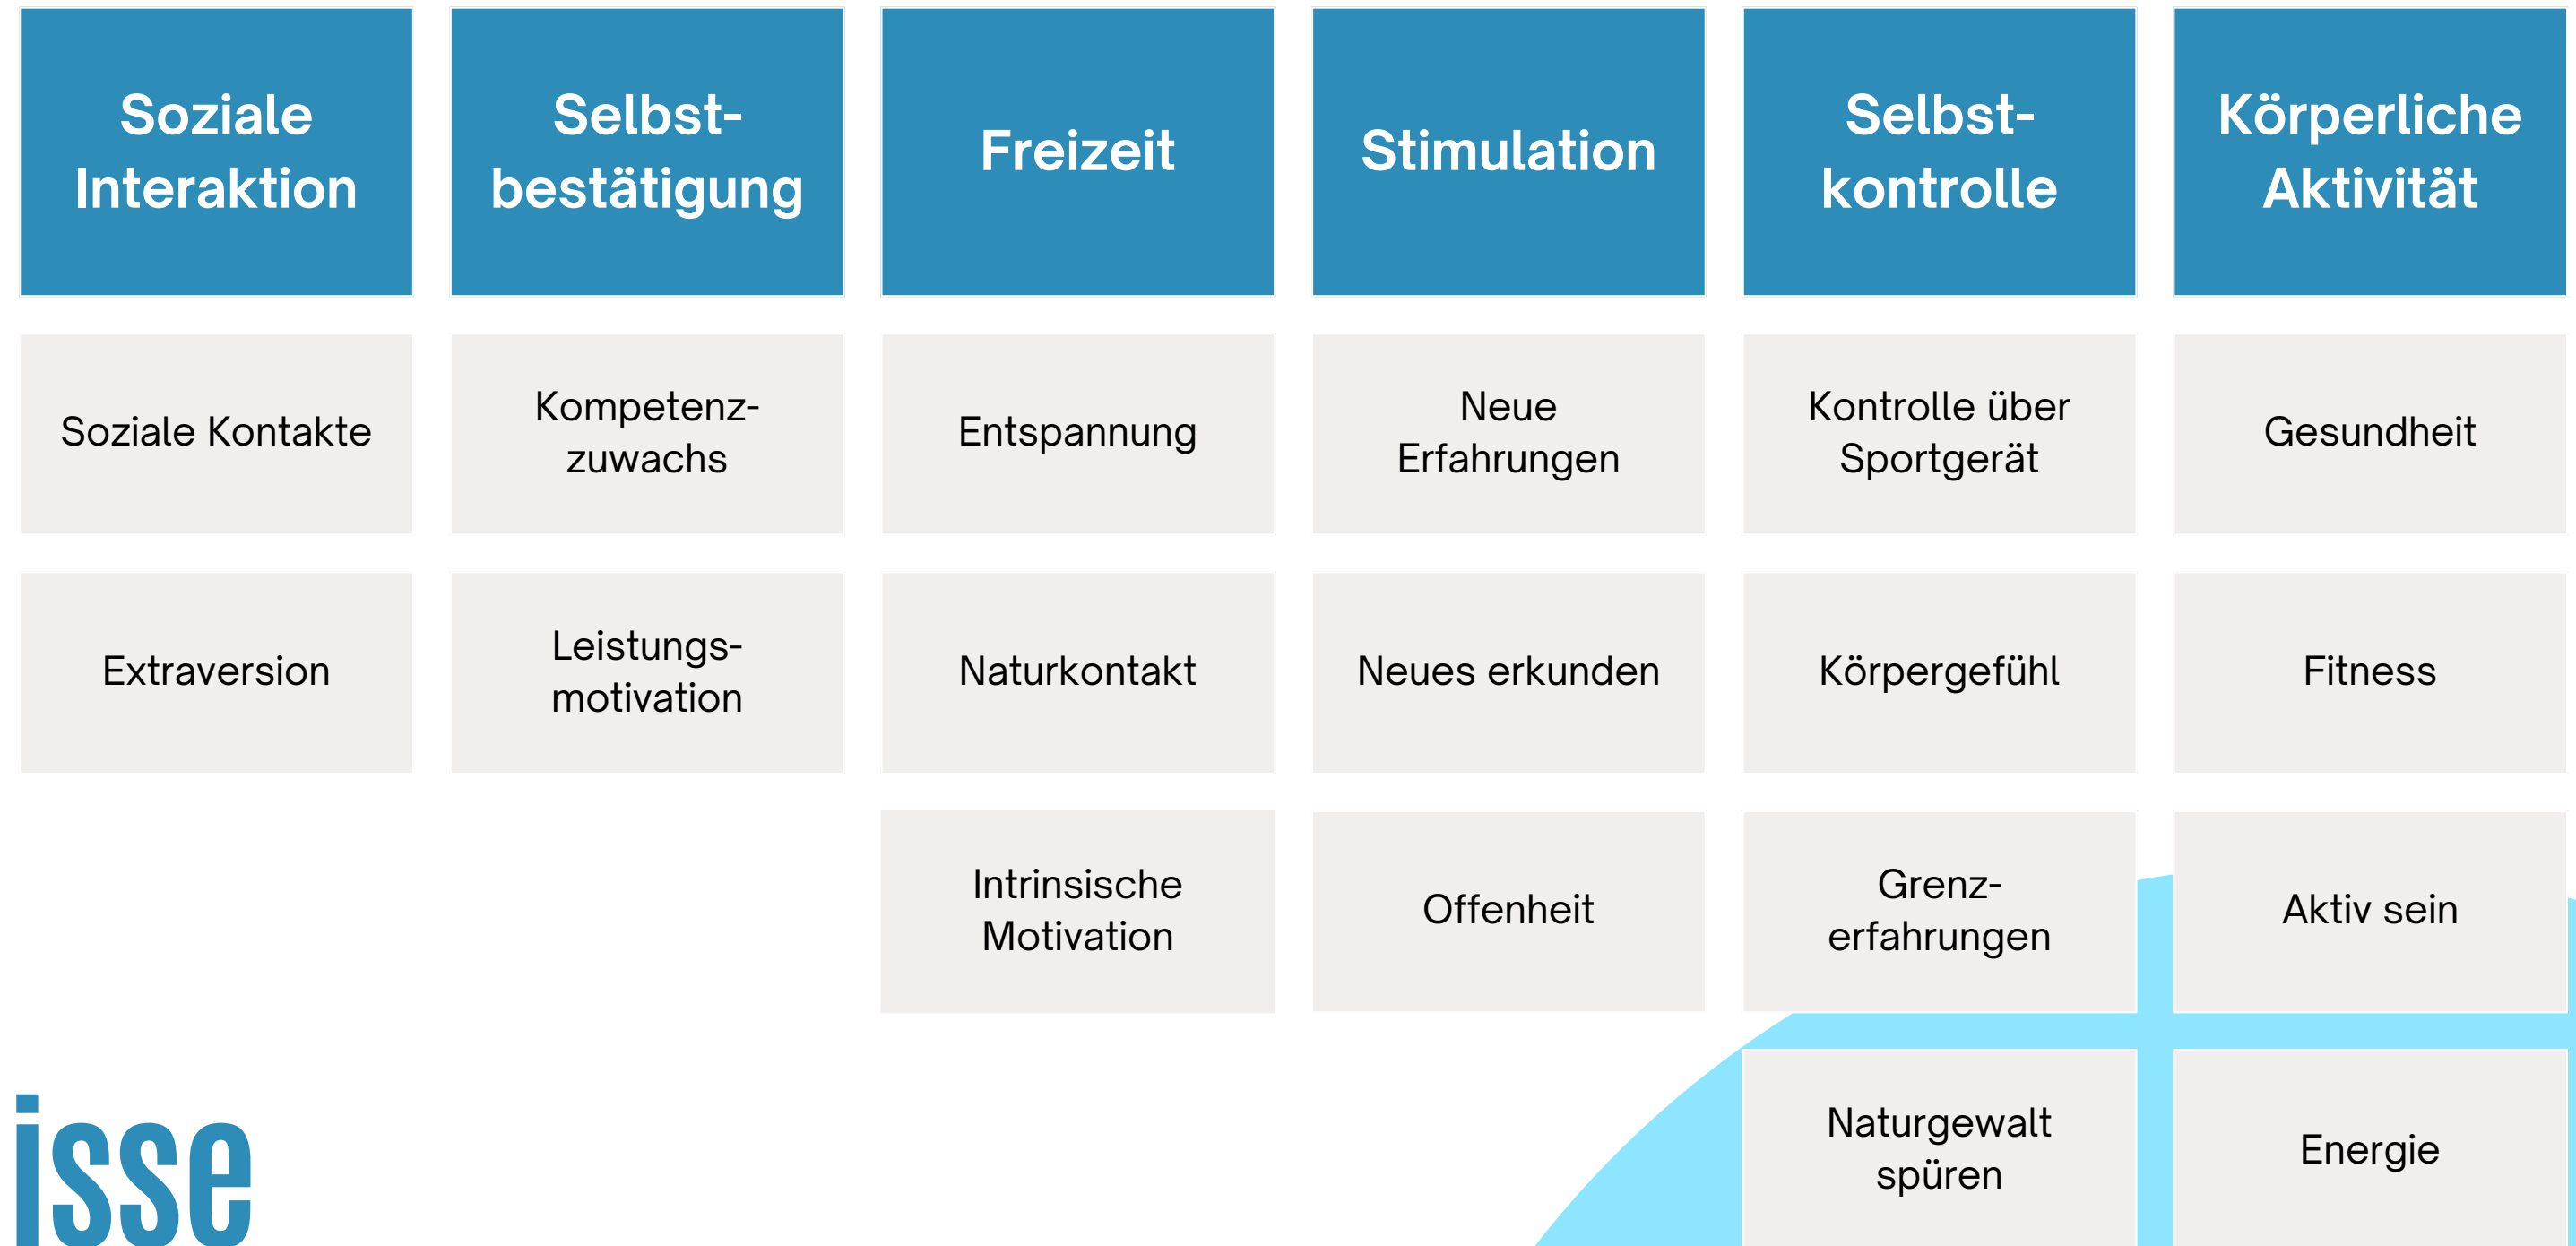 Soziale
Interaktion
Selbst-
bestätigung
Freizeit
Stimulation
Selbst-
kontrolle
Körperliche
Aktivität
Soziale Kontakte
Kompetenz-
zuwachs
Entspannung
Neue
Erfahrungen
Kontrolle über
Sportgerät
Gesundheit
Extraversion
Leistungs-
motivation
Naturkontakt
Neues erkunden
Körpergefühl
Fitness
Intrinsische
Motivation
Offenheit
Grenz-
erfahrungen
Aktiv sein
Naturgewalt
spüren
Energie
isse